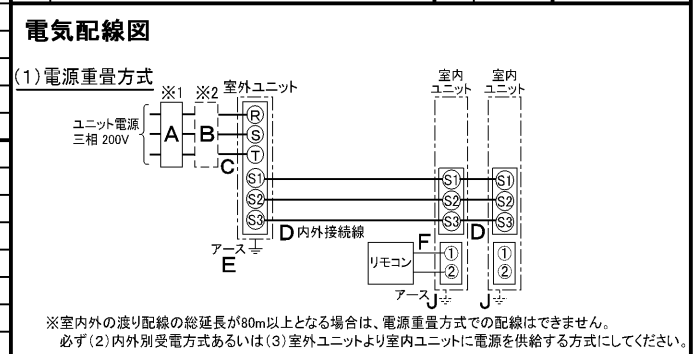 電気配線図
(1)電源重畳方式
※1 ※2 室外ユニット
室内
ユニット
室内
ユニット
ユニット電源
三相 200V
A B
C
R
S
T
S1
S2
S3
S1
S2
S3
S1
S2
S3
D 内外接続線
D
アース
E
F
リモコン
1
2
1
2
アース J
J
※室内外の渡り配線の総延長が80m以上となる場合は、電源重畳方式での配線はできません。
必ず(2)内外別受電方式あるいは(3)室外ユニットより室内ユニットに電源を供給する方式にしてください。